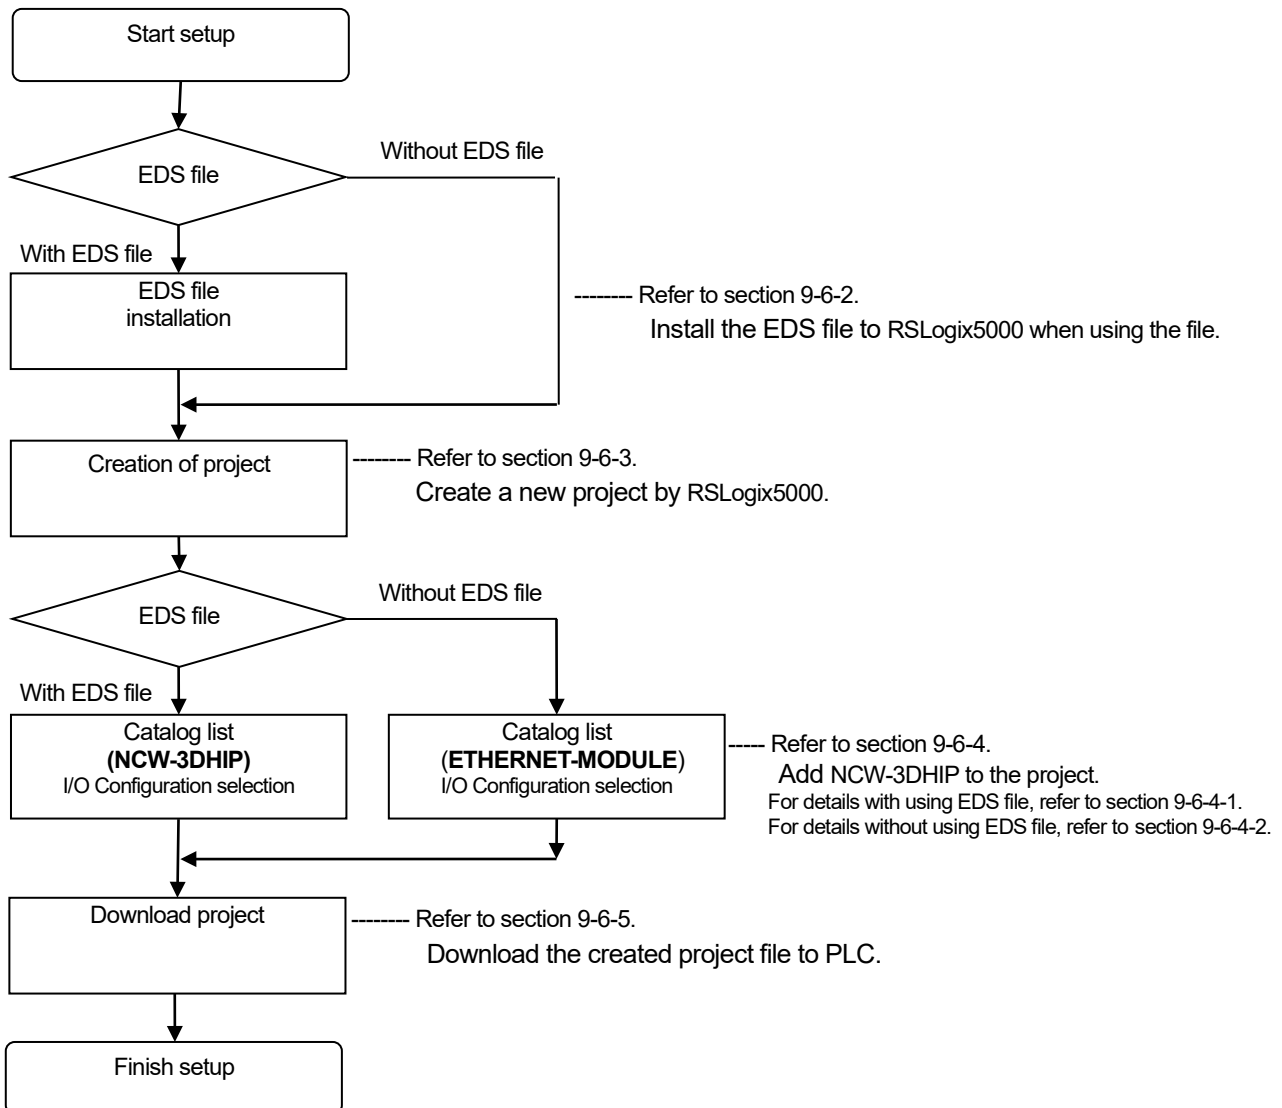 Start setup
Without EDS file
EDS file
With EDS file
EDS file
installation
-------- Refer to section 9-6-2.
Install the EDS file to RSLogix5000 when using the file.
Creation of project
-------- Refer to section 9-6-3.
Create a new project by RSLogix5000.
Without EDS file
EDS file
With EDS file
Catalog list
(NCW-3DHIP)
I/O Configuration selection
Catalog list
(ETHERNET-MODULE)
I/O Configuration selection
----- Refer to section 9-6-4.
Add NCW-3DHIP to the project.
For details with using EDS file, refer to section 9-6-4-1.
For details without using EDS file, refer to section 9-6-4-2.
Download project
-------- Refer to section 9-6-5.
Download the created project file to PLC.
Finish setup